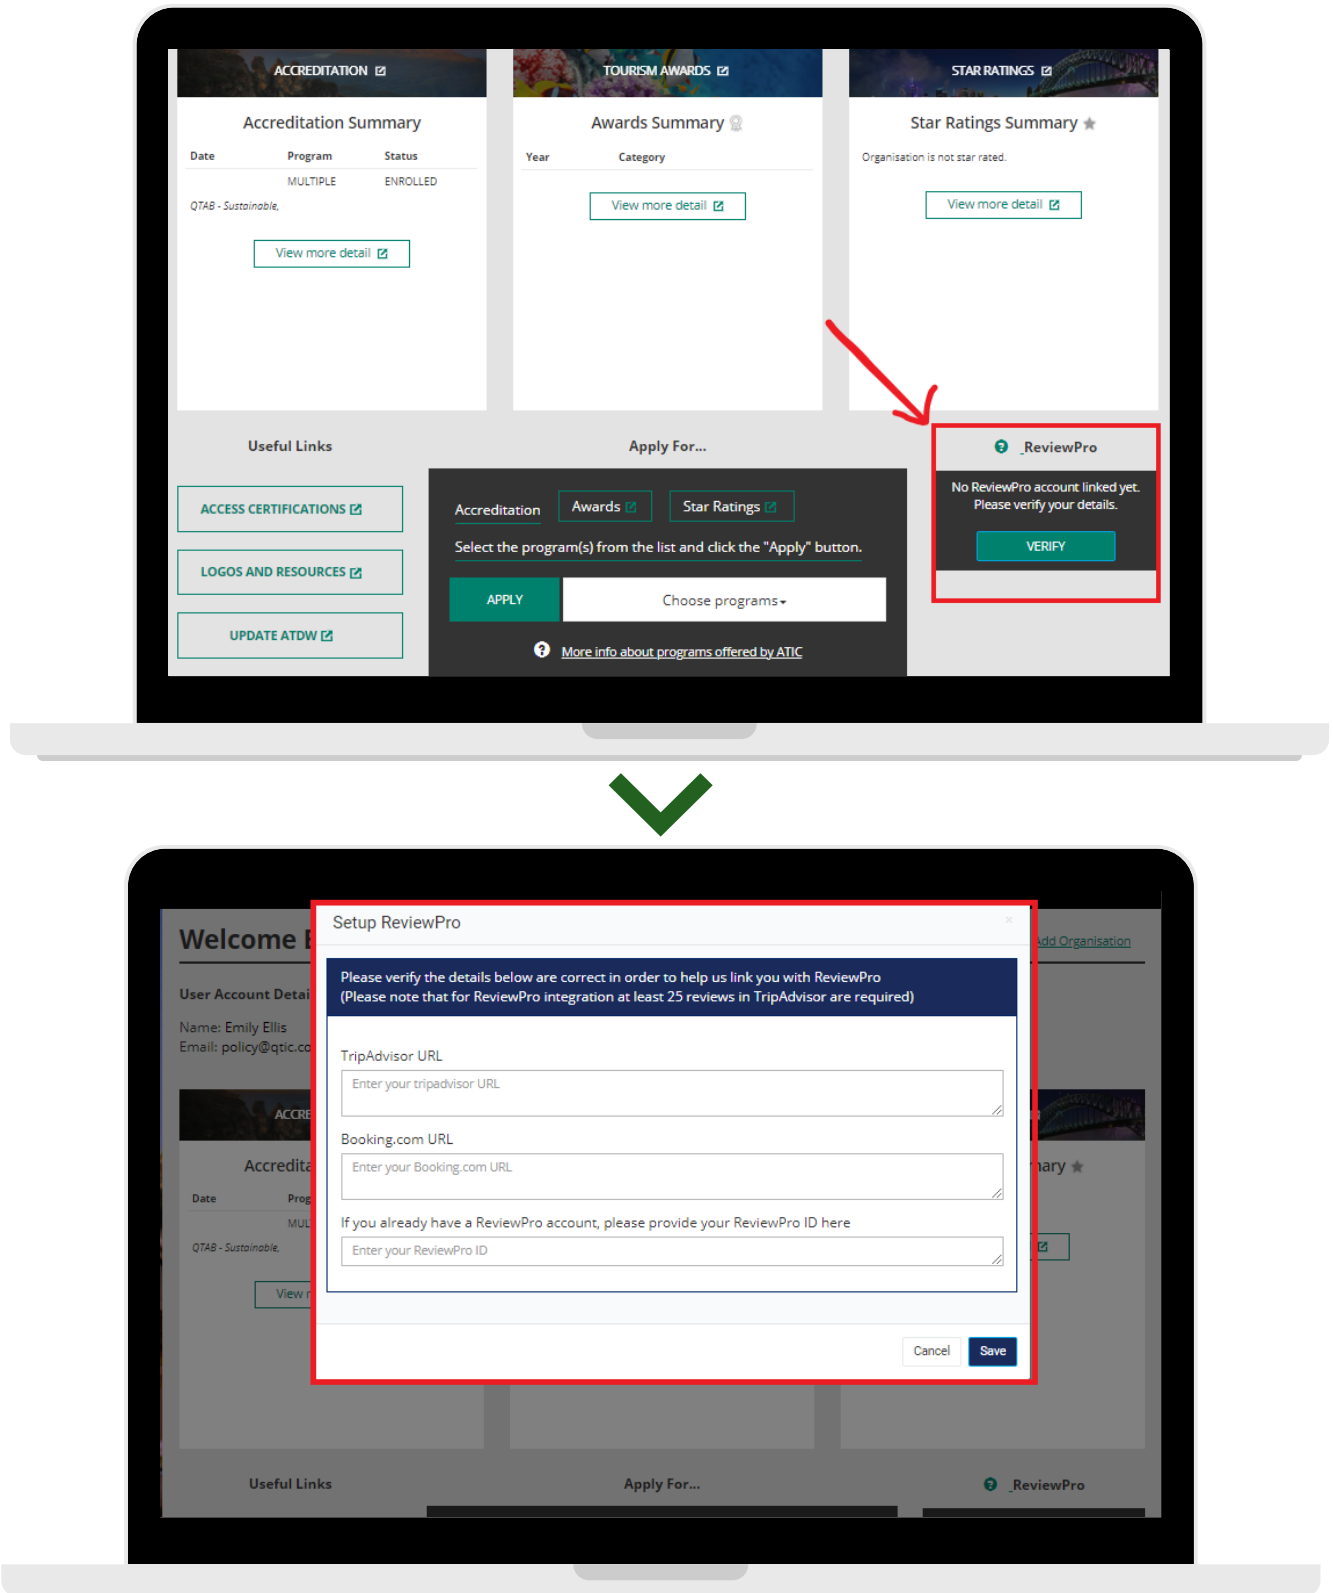 ACCREDITATION
TOURISM AWARDS
STAR RATINGS
Accreditation Summary
Date Program Status
MULTIPLE ENROLLED
QTAB - Sustainable,
View more detail
Awards Summary
Year Category
View more detail
Star Ratings Summary
Organisation is not star rated.
View more detail
Useful Links
ACCESS CERTIFICATIONS
LOGOS AND RESOURCES
UPDATE ATDW
Apply For...
Accreditation Awards Star Ratings
Select the program(s) from the list and click the "Apply" button.
APPLY Choose programs
? More info about programs offered by ATIC
? _ReviewPro
No ReviewPro account linked yet.
Please verify your details.
VERIFY
Welcome
Add Organisation
User Account Detai
Name: Emily Ellis
Email: policy@qtic.co
ACCRE
Accredita
Date Prog
MUL
QTAB - Sustainable,
View
mary
Setup ReviewPro ×
Please verify the details below are correct in order to help us link you with ReviewPro
(Please note that for ReviewPro integration at least 25 reviews in TripAdvisor are required)
TripAdvisor URL
Enter your tripadvisor URL
Booking.com URL
Enter your Booking.com URL
If you already have a ReviewPro account, please provide your ReviewPro ID here
Enter your ReviewPro ID
Cancel Save
Useful Links
Apply For...
? _ReviewPro